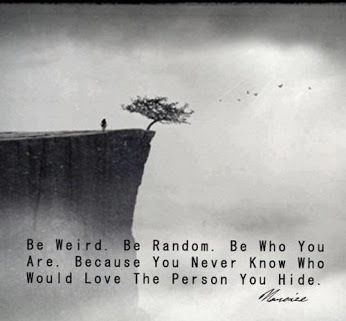 Be Weird. Be Random. Be Who You
Are. Because You Never Know Who
Would Love The Person You Hide.